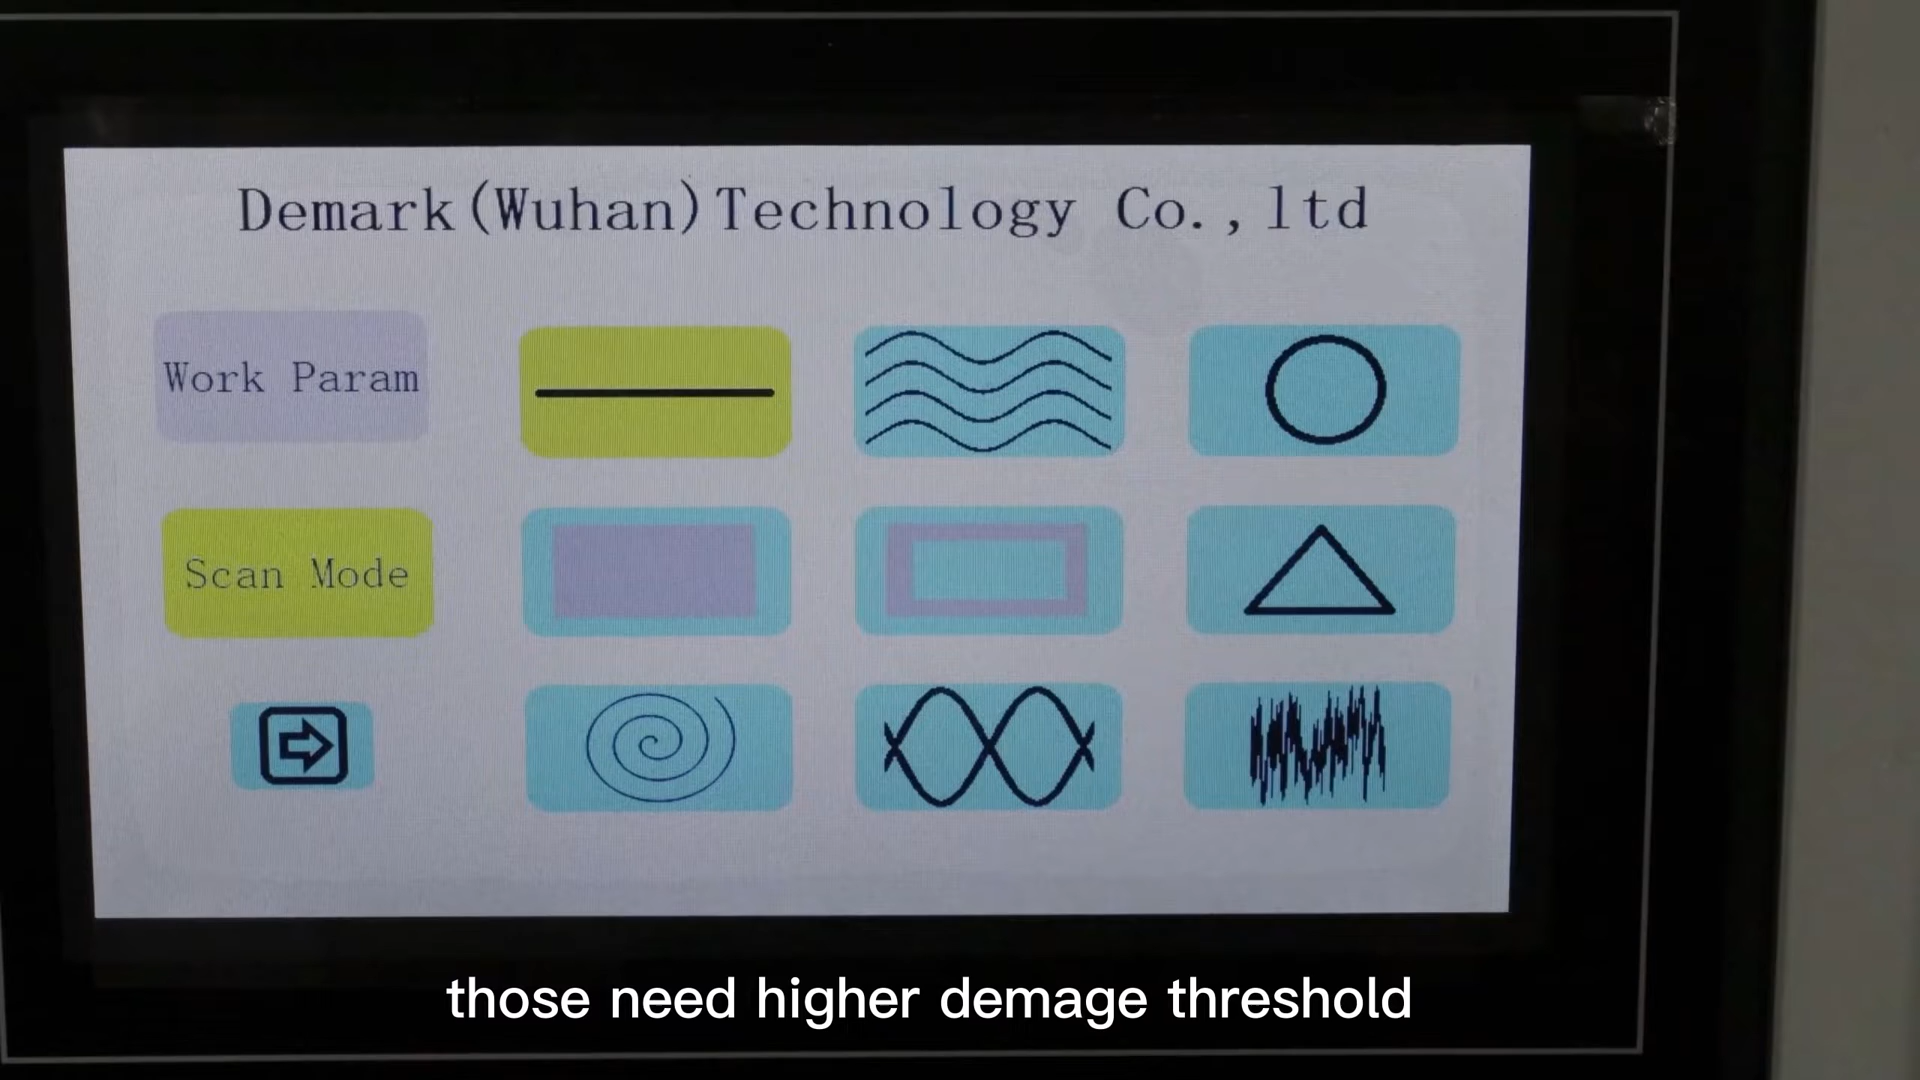 Demark(Wuhan)Technology Co.,ltd
Work Param
Scan Mode
those need higher demage threshold